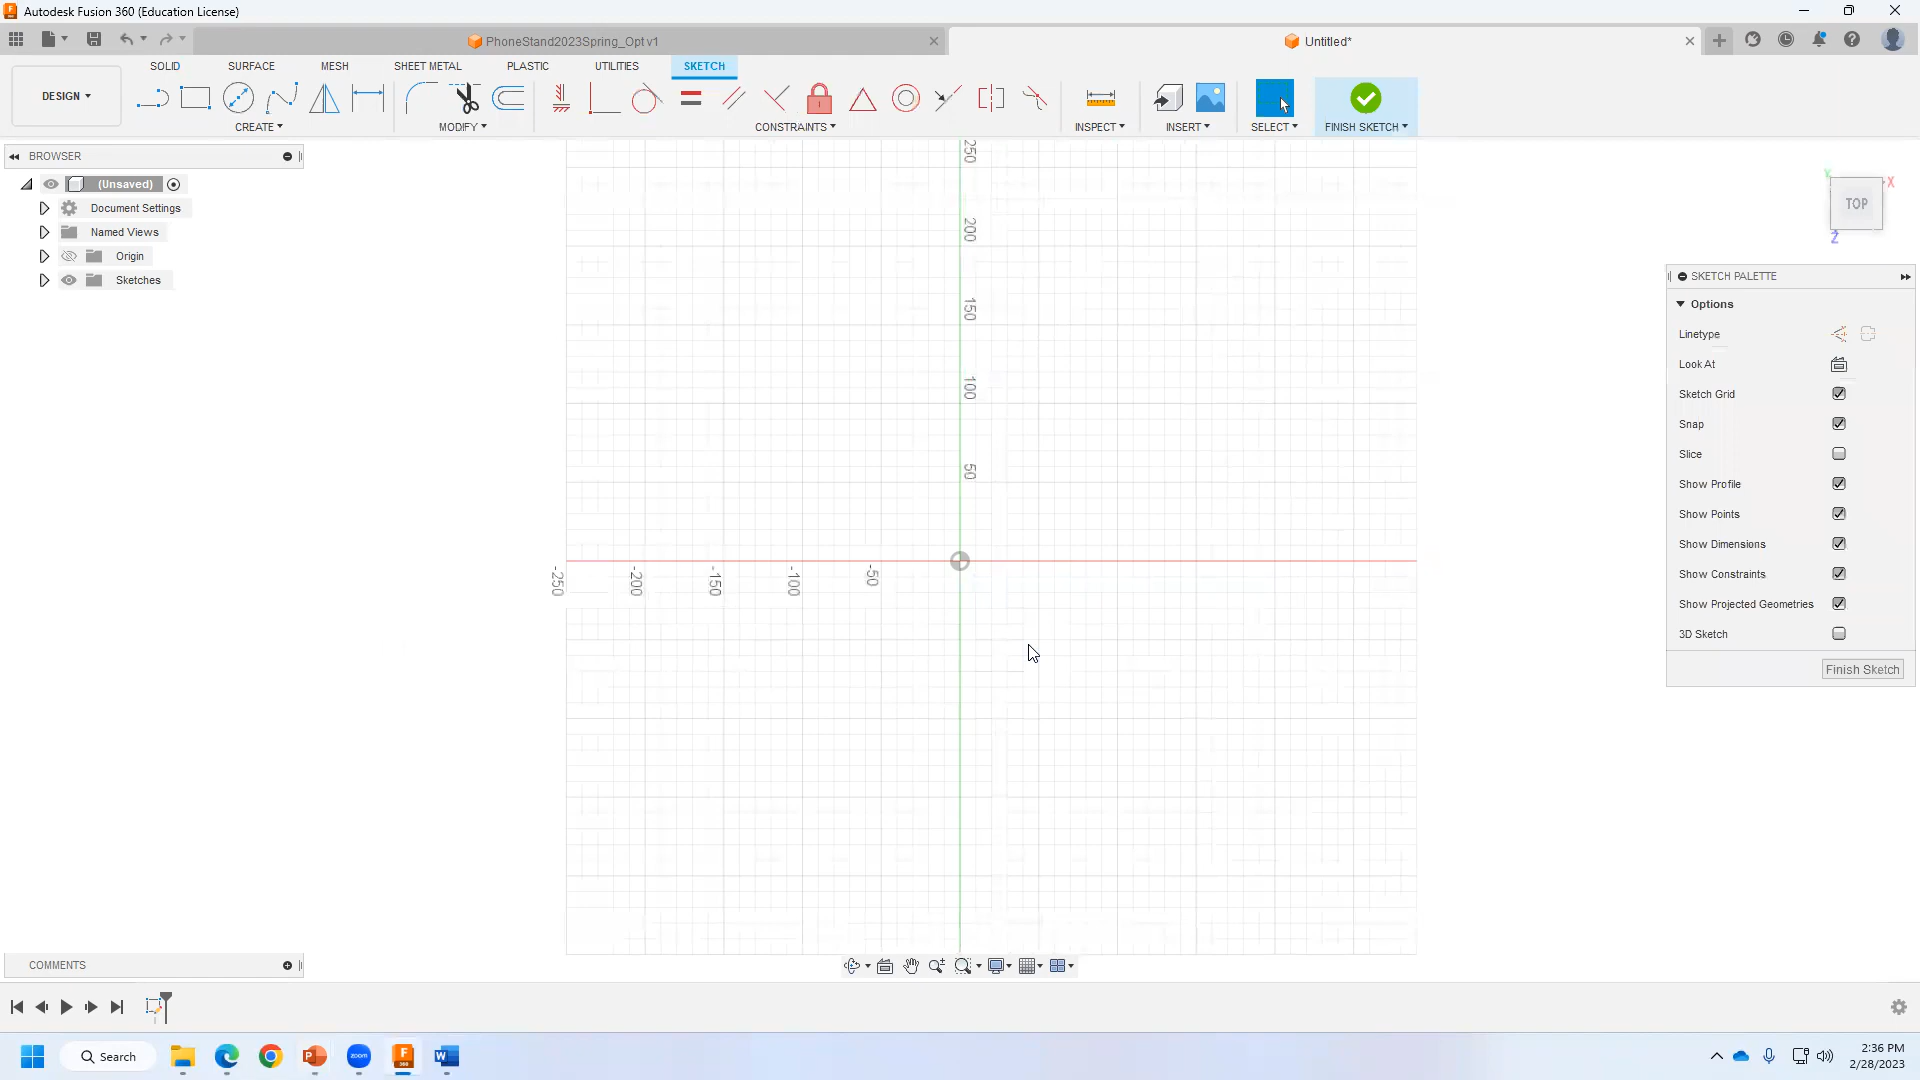 Autodesk Fusion 360 (Education License)
PhoneStand2023Spring_Opt v1
Untitled*
SOLID
SURFACE
MESH
SHEET METAL
PLASTIC
UTILITIES
SKETCH
DESIGN
CREATE
MODIFY
CONSTRAINTS
INSPECT
INSERT
SELECT
FINISH SKETCH
BROWSER
(Unsaved)
Document Settings
Named Views
Origin
Sketches
250
200
150
100
50
-250
-200
-150
-100
-50
Y
X
TOP
Z
SKETCH PALETTE
Options
Linetype
Look At
Sketch Grid
Snap
Slice
Show Profile
Show Points
Show Dimensions
Show Constraints
Show Projected Geometries
3D Sketch
Finish Sketch
COMMENTS
Search
zoom
F
360
P
W
2:36 PM
2/28/2023